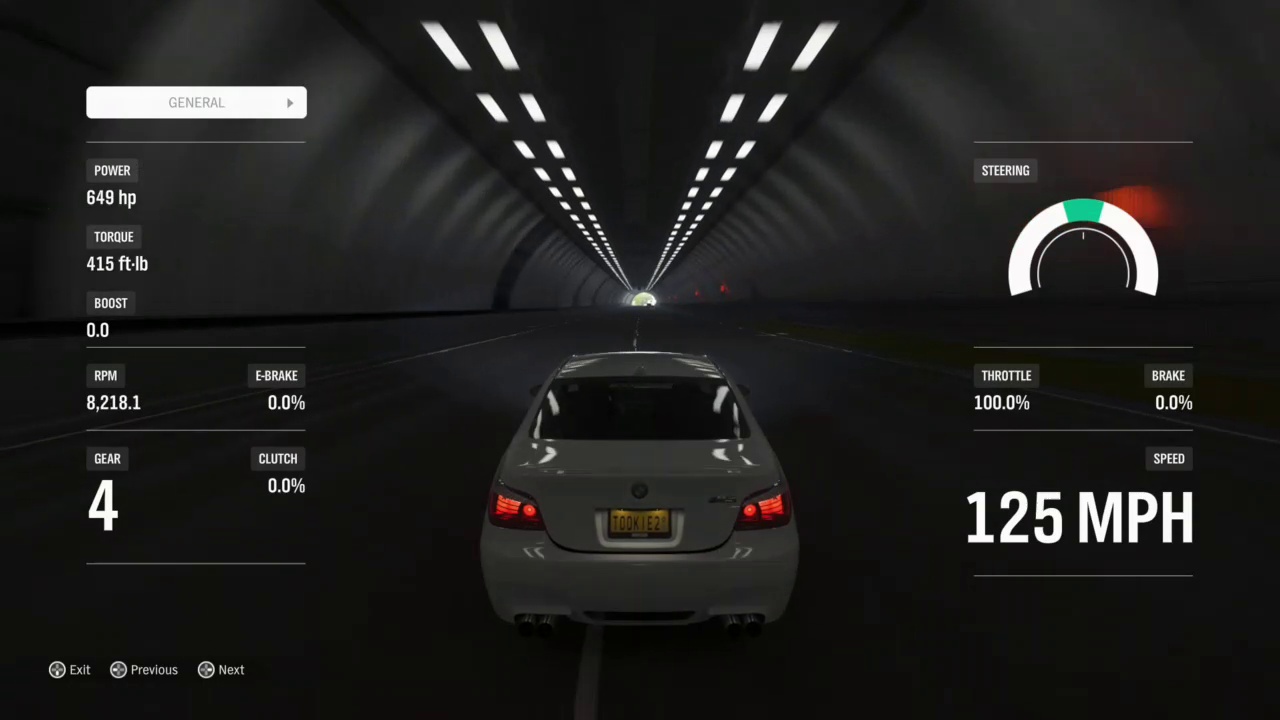 GENERAL
POWER
649 hp
TORQUE
415 ft·lb
BOOST
0.0
RPM
E-BRAKE
8,218.1
0.0%
GEAR
CLUTCH
4
0.0%
STEERING
THROTTLE
BRAKE
100.0%
0.0%
SPEED
125 MPH
TOOKIE2
Exit
Previous
Next